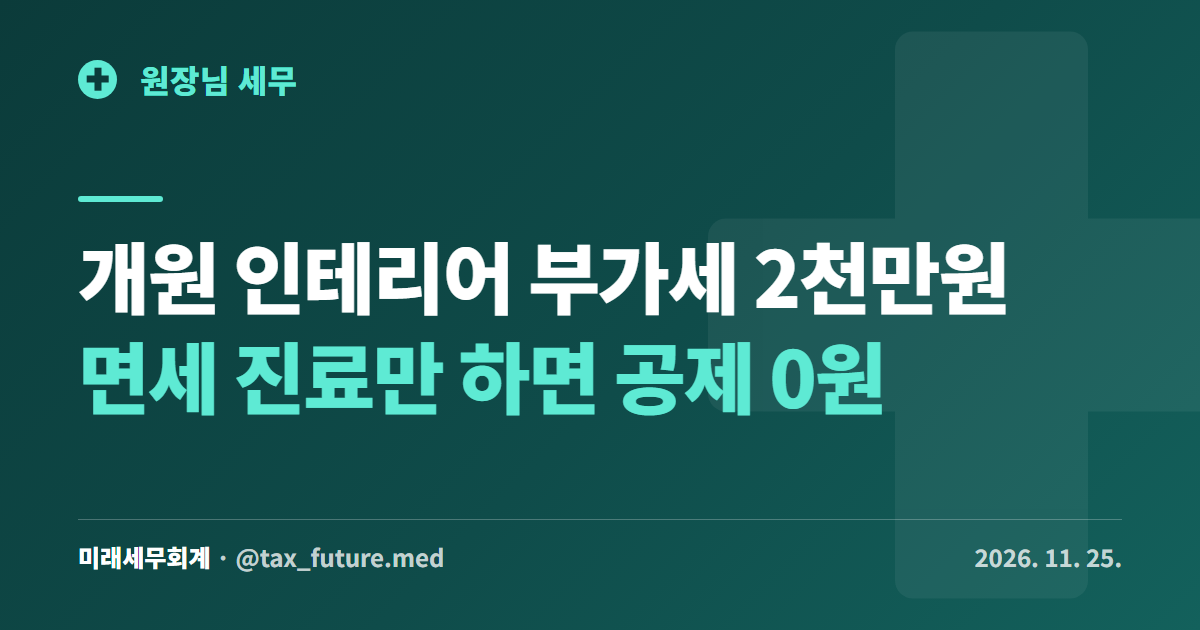 원장님 세무
개원 인테리어 부가세 2천만원
면세 진료만 하면 공제 0원
미래세무회계 · @tax_future.med
2026. 11. 25.